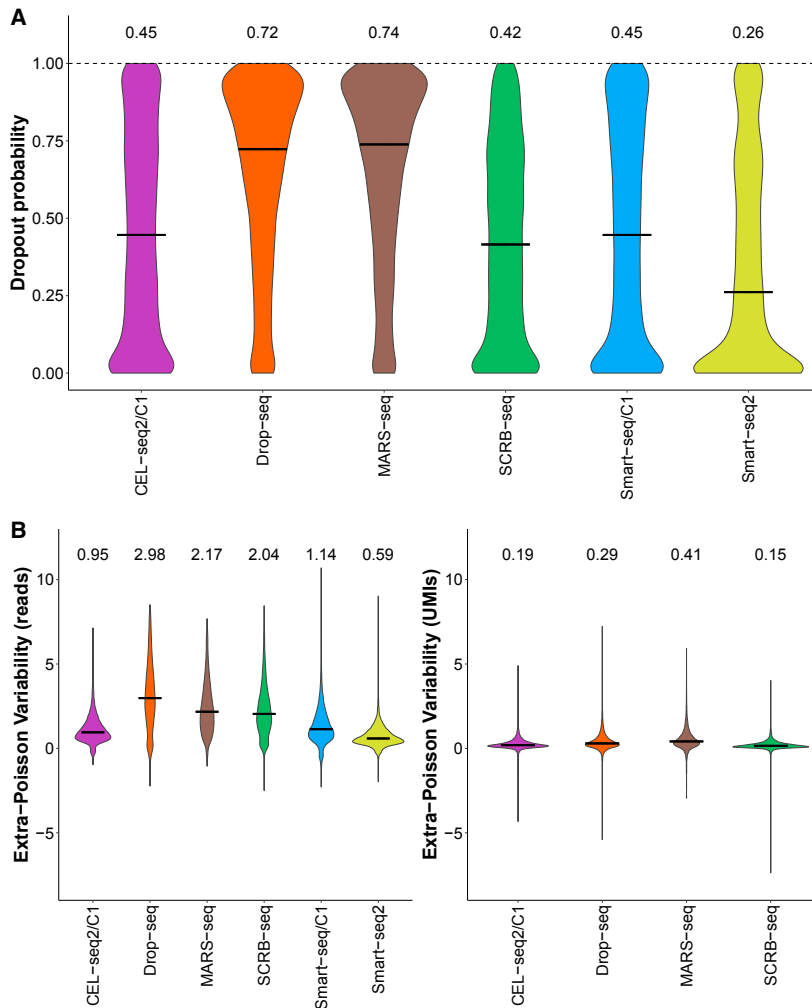 A
0.45 0.72 0.74 0.42 0.45 0.26
1.00
0.75
0.50
0.25
0.00
Dropout probability
CEL−seq2/C1
Drop−seq
MARS−seq
SCRB−seq
Smart−seq/C1
Smart−seq2
B
0.95 2.98 2.17 2.04 1.14 0.59
10
5
0
−5
Extra−Poisson Variability (reads)
CEL−seq2/C1
Drop−seq
MARS−seq
SCRB−seq
Smart−seq/C1
Smart−seq2
0.19 0.29 0.41 0.15
10
5
0
−5
Extra−Poisson Variability (UMIs)
CEL−seq2/C1
Drop−seq
MARS−seq
SCRB−seq